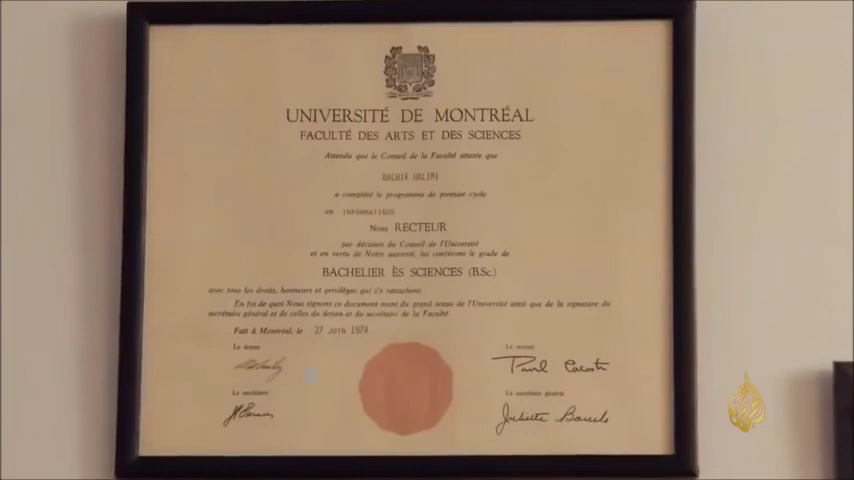 UNIVERSITÉ DE MONTRÉAL
FACULTÉ DES ARTS ET DES SCIENCES
Attendu que le Conseil de la Faculté atteste que
BACHIR HALIMI
a complété le programme de premier cycle
EN INFORMATIQUE
Nous RECTEUR
par décision du Conseil de l'Université
et en vertu de Notre autorité, lui conférons le grade de
BACHELIER ÈS SCIENCES (B.Sc.)
avec tous les droits, honneurs et privilèges qui s'y rattachent.
En foi de quoi Nous signons ce document muni du grand sceau de l'Université ainsi que de la signature du
secrétaire général et de celles du doyen et du secrétaire de la Faculté.
Fait à Montréal, le 27 JUIN 1978
Le doyen
Le recteur
Paul Lacoste
Le secrétaire
Le secrétaire général
Juliette